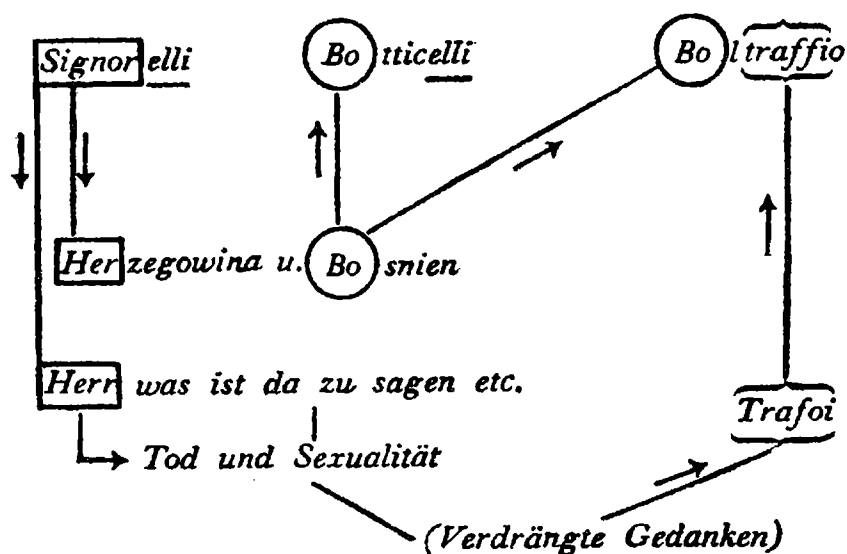 Signorelli Botticelli Boltraffio
Herzegowina u. Bosnien
Herr was ist da zu sagen etc.
Trafoi
Tod und Sexualität
(Verdrängte Gedanken)